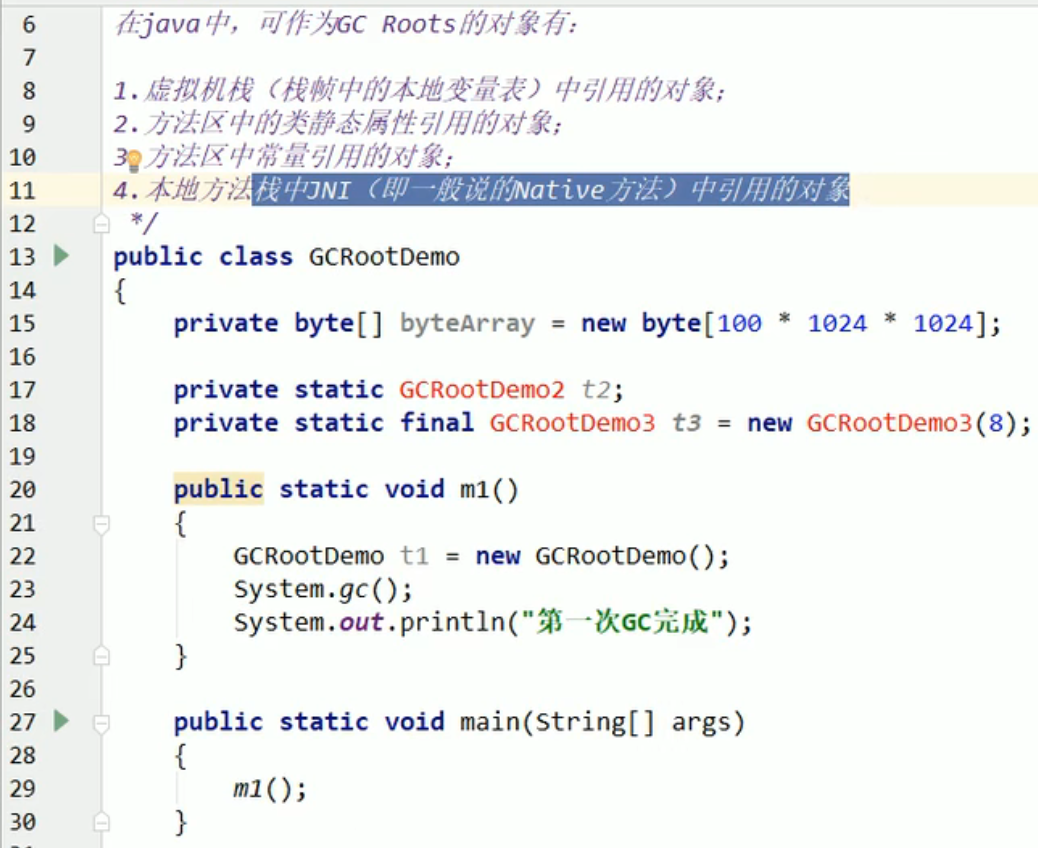 6 在java中，可作为GC Roots的对象有：
7
8 1.虚拟机栈（栈帧中的本地变量表）中引用的对象；
9 2.方法区中的类静态属性引用的对象；
10 3 方法区中常量引用的对象；
11 4.本地方法栈中JNI（即一般说的Native方法）中引用的对象
12 */
13 public class GCRootDemo
14 {
15 private byte[] byteArray = new byte[100 * 1024 * 1024];
16
17 private static GCRootDemo2 t2;
18 private static final GCRootDemo3 t3 = new GCRootDemo3(8);
19
20 public static void m1()
21 {
22 GCRootDemo t1 = new GCRootDemo();
23 System.gc();
24 System.out.println("第一次GC完成");
25 }
26
27 public static void main(String[] args)
28 {
29 m1();
30 }